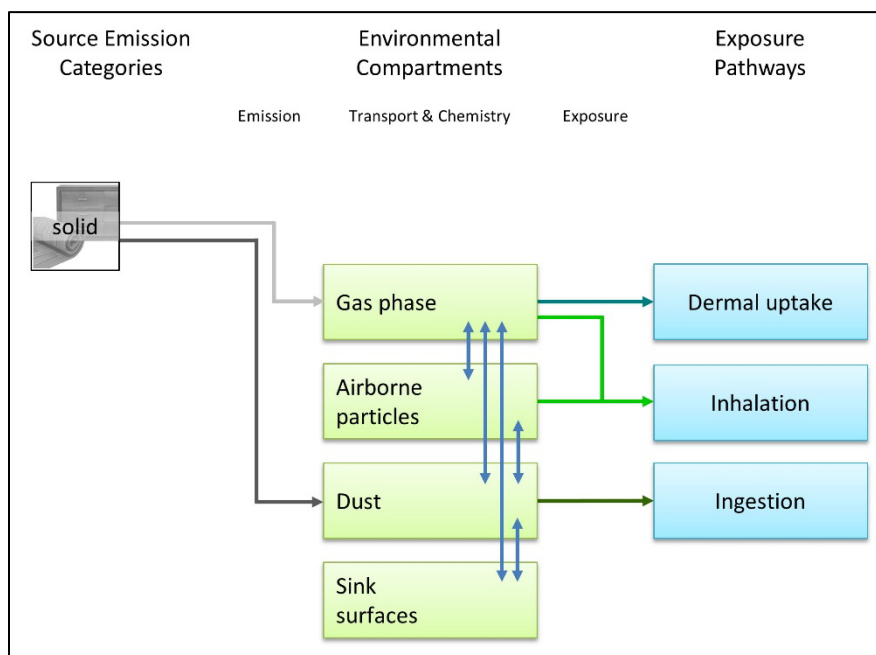 Source Emission
Categories
Environmental
Compartments
Exposure
Pathways
Emission
Transport & Chemistry
Exposure
solid
Gas phase
Dermal uptake
Airborne
particles
Inhalation
Dust
Ingestion
Sink
surfaces